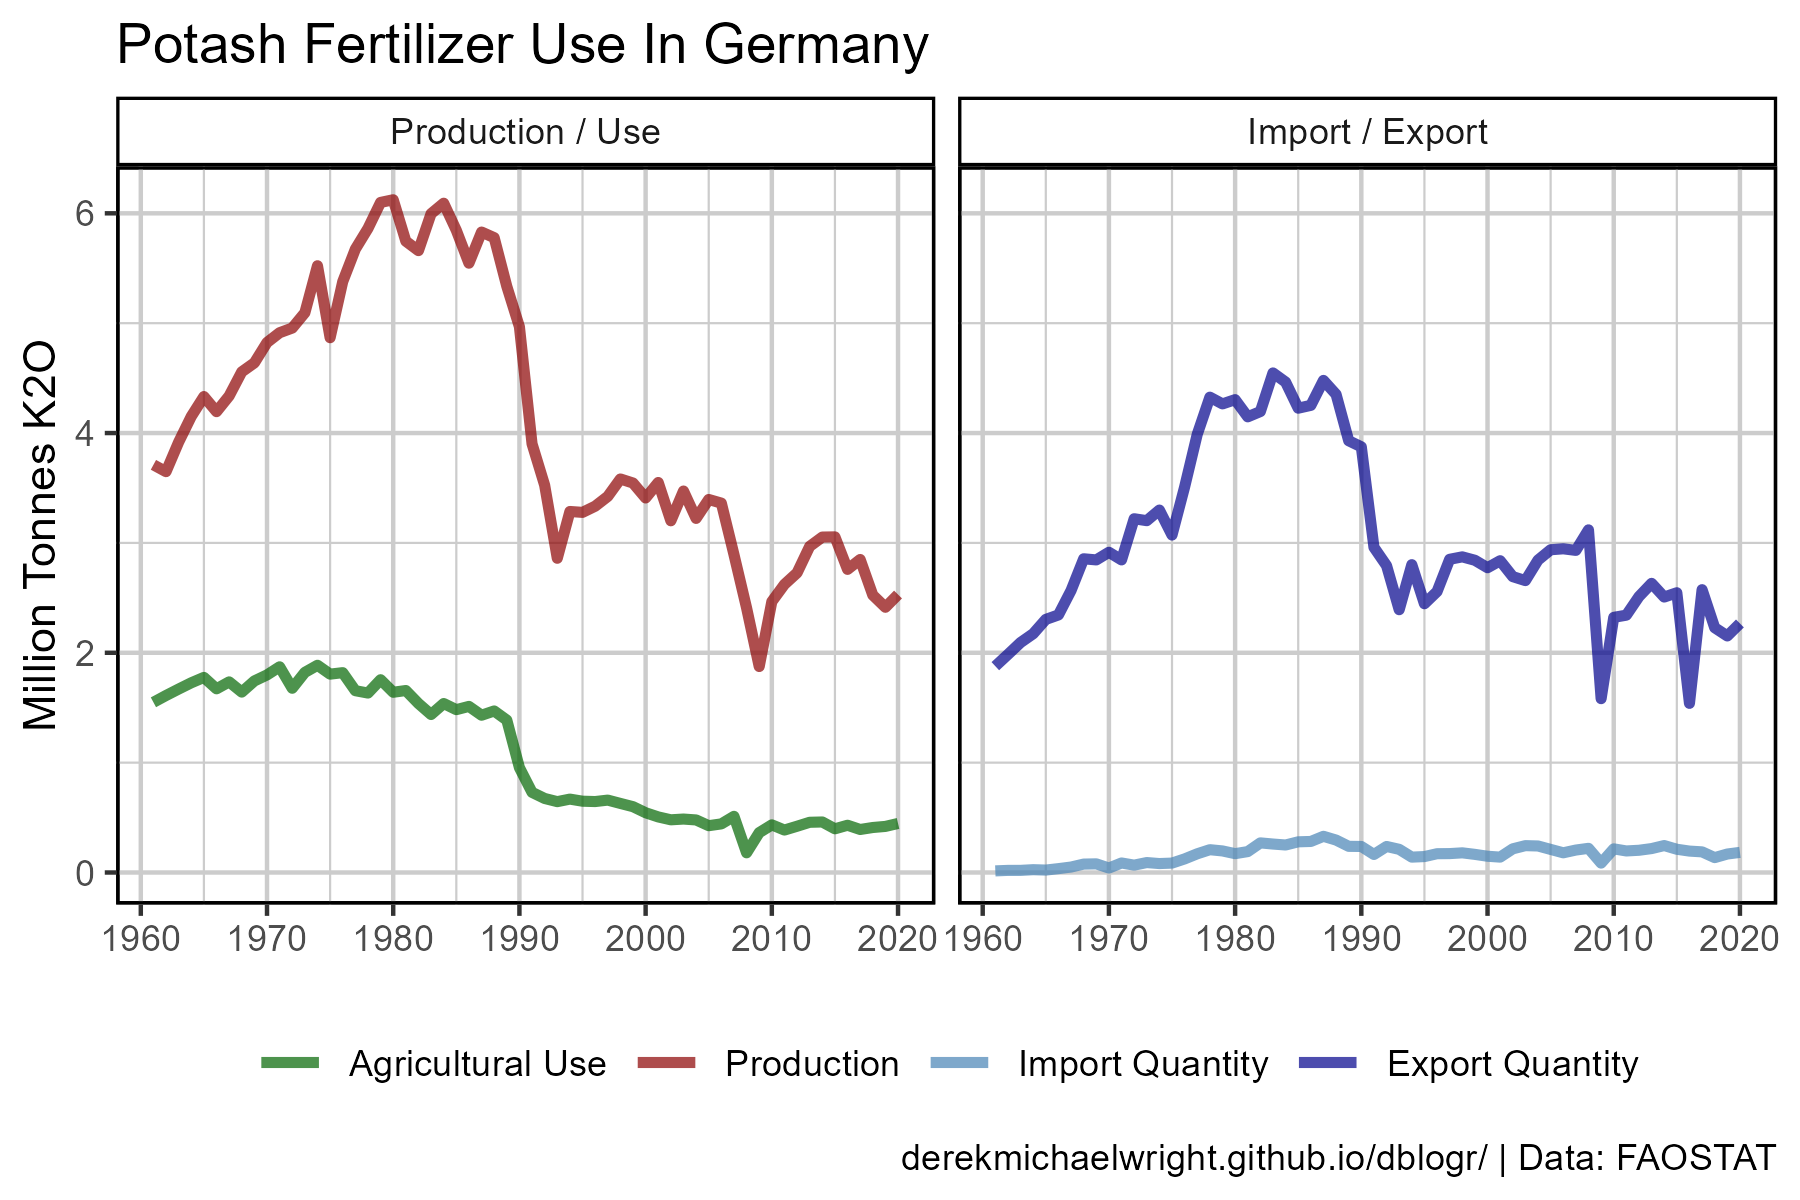 Potash Fertilizer Use In Germany
Production / Use
Import / Export
Million Tonnes K2O
6
4
2
0
1960 1970 1980 1990 2000 2010 2020
1960 1970 1980 1990 2000 2010 2020
Agricultural Use Production Import Quantity Export Quantity
derekmichaelwright.github.io/dblogr/ | Data: FAOSTAT